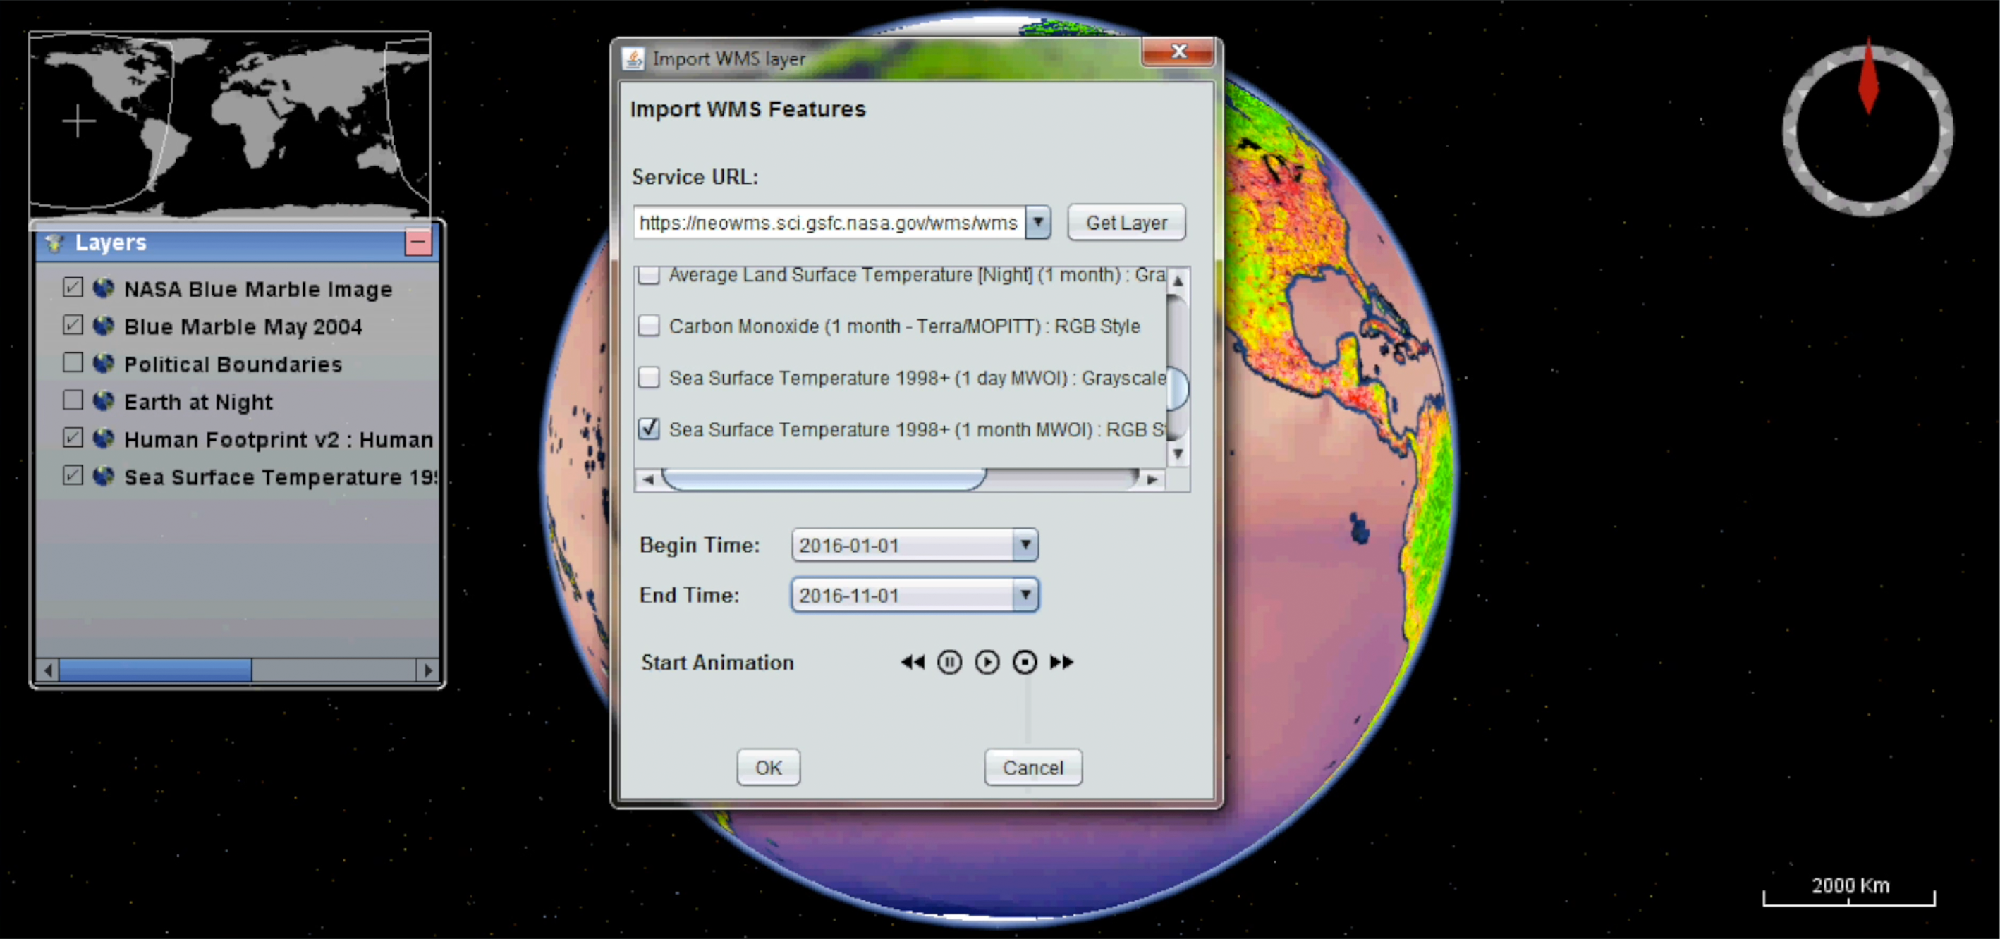 Import WMS layer
Import WMS Features
Service URL:
https://neowms.sci.gsfc.nasa.gov/wms/wms
Get Layer
Layers
NASA Blue Marble Image
Blue Marble May 2004
Political Boundaries
Earth at Night
Human Footprint v2 : Human
Sea Surface Temperature 199
Average Land Surface Temperature [Night] (1 month) : Gra
Carbon Monoxide (1 month - Terra/MOPITT) : RGB Style
Sea Surface Temperature 1998+ (1 day MWOI) : Grayscale
Sea Surface Temperature 1998+ (1 month MWOI) : RGB S
Begin Time:
2016-01-01
End Time:
2016-11-01
Start Animation
OK
Cancel
2000 Km